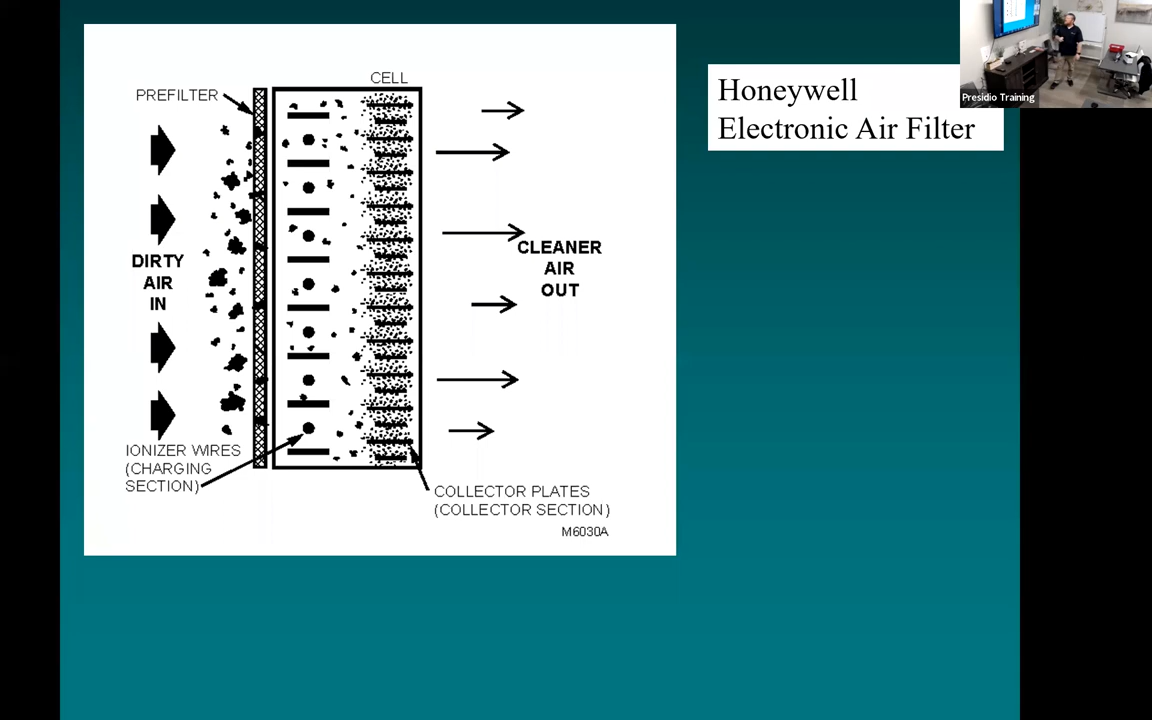 CELL
PREFILTER
DIRTY
AIR
IN
CLEANER
AIR
OUT
IONIZER WIRES
(CHARGING
SECTION)
COLLECTOR PLATES
(COLLECTOR SECTION)
M6030A
Honeywell
Electronic Air Filter
Presidio Training